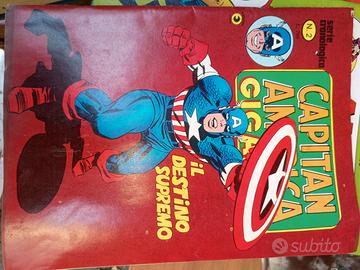 serie
cronologica
N.2
CAPITAN
AMERICA
GIGANTE
IL
DESTINO
SUPREMO
subito